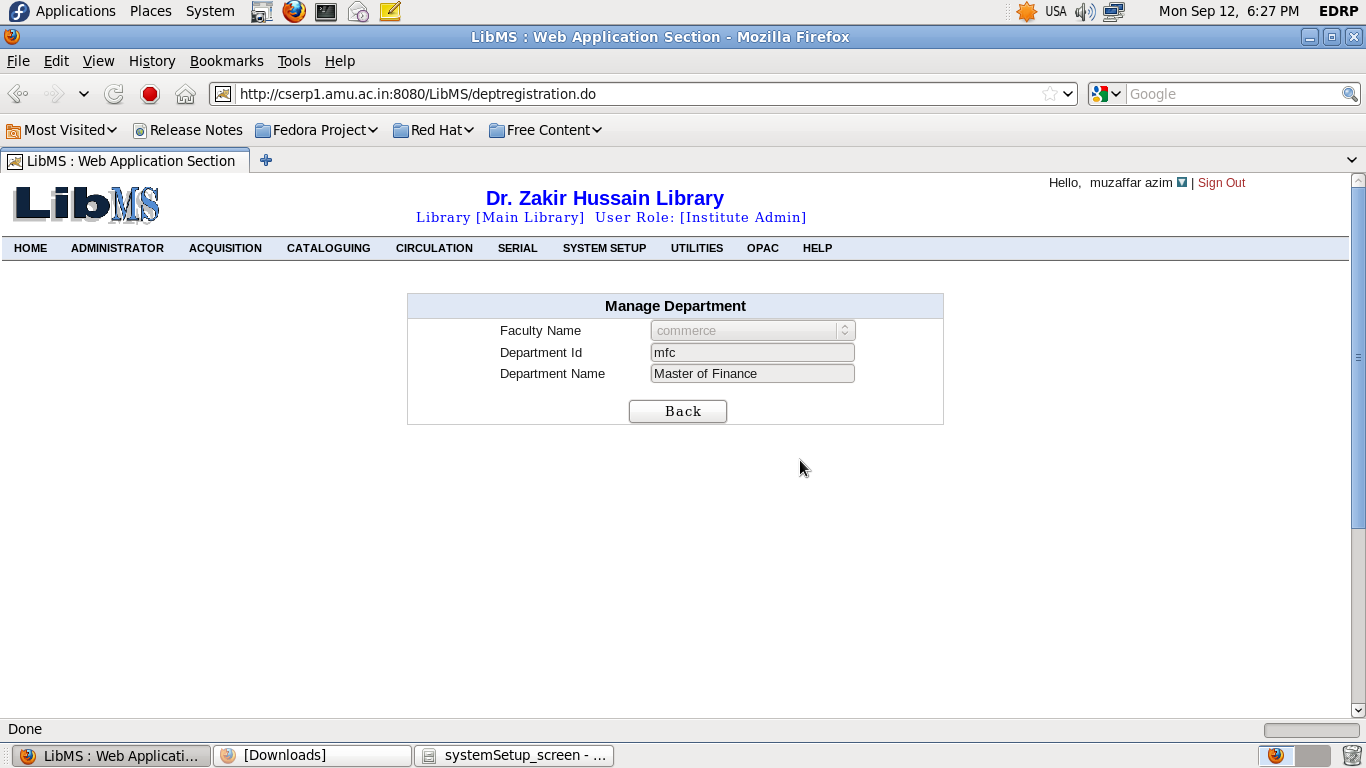 Applications Places System USA Mon Sep 12, 6:27 PM EDRP
LibMS : Web Application Section - Mozilla Firefox
File Edit View History Bookmarks Tools Help
http://cserp1.amu.ac.in:8080/LibMS/deptregistration.do Google
Most Visited Release Notes Fedora Project Red Hat Free Content
LibMS : Web Application Section
Hello, muzaffar azim | Sign Out
LibMS
Dr. Zakir Hussain Library
Library [Main Library] User Role: [Institute Admin]
HOME ADMINISTRATOR ACQUISITION CATALOGUING CIRCULATION SERIAL SYSTEM SETUP UTILITIES OPAC HELP
Manage Department
Faculty Name commerce
Department Id mfc
Department Name Master of Finance
Back
Done
LibMS : Web Applicati... [Downloads] systemSetup_screen - ...